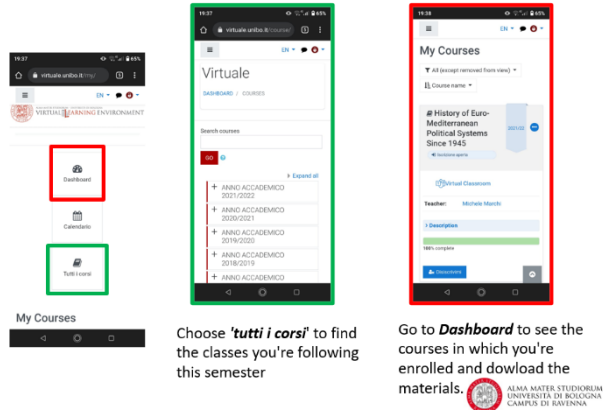 19:37
65%
virtuale.unibo.it/my/
EN
VIRTUAL LEARNING ENVIRONMENT
Dashboard
Calendario
Tutti i corsi
My Courses
19:37
65%
virtuale.unibo.it/course/
EN
Virtuale
DASHBOARD / COURSES
Search courses
GO
Expand all
+ ANNO ACCADEMICO
2021/2022
+ ANNO ACCADEMICO
2020/2021
+ ANNO ACCADEMICO
2019/2020
+ ANNO ACCADEMICO
2018/2019
+ ANNO ACCADEMICO
Choose 'tutti i corsi' to find
the classes you're following
this semester
19:38
65%
EN
My Courses
All (except removed from view)
Course name
History of Euro-
Mediterranean
Political Systems
Since 1945
2021/22
Iscrizione aperta
Virtual Classroom
Teacher: Michele Marchi
Description
100% complete
Disiscrivimi
Go to Dashboard to see the
courses in which you're
enrolled and dowload the
materials.
ALMA MATER STUDIORUM
UNIVERSITÀ DI BOLOGNA
CAMPUS DI RAVENNA